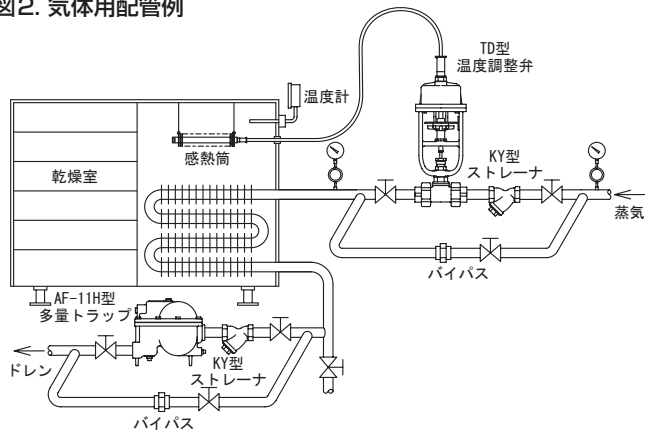 図2. 気体用配管例
TD型
温度調整弁
温度計
感熱筒
乾燥室
KY型
ストレーナ
蒸気
バイパス
AF-11H型
多量トラップ
ドレン
KY型
ストレーナ
バイパス